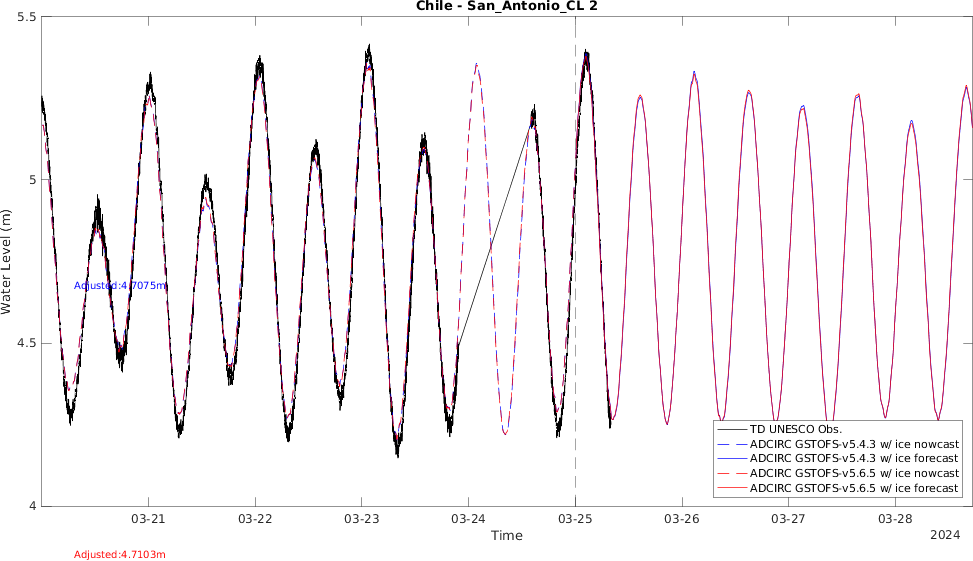 Chile - San_Antonio_CL 2
5.5
5
4.5
4
Water Level (m)
Adjusted:4.7075m
TD UNESCO Obs.
ADCIRC GSTOFS-v5.4.3 w/ ice nowcast
ADCIRC GSTOFS-v5.4.3 w/ ice forecast
ADCIRC GSTOFS-v5.6.5 w/ ice nowcast
ADCIRC GSTOFS-v5.6.5 w/ ice forecast
03-21 03-22 03-23 03-24 03-25 03-26 03-27 03-28
Time
2024
Adjusted:4.7103m